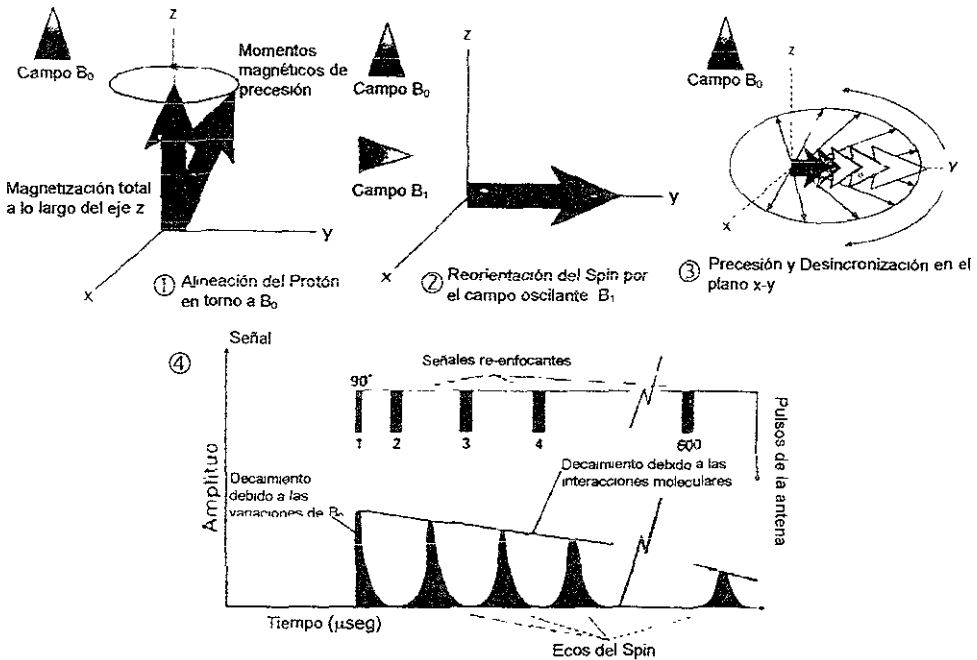 z
Campo B₀
Momentos
magnéticos de
precesión
Magnetización total
a lo largo del eje z
y
x
① Alineación del Protón
en torno a B₀
z
Campo B₀
Campo B₁
y
x
② Reorientación del Spin por
el campo oscilante B₁
Campo B₀
z
y
x
③ Precesión y Desincronización en el
plano x-y
④
Señal
Señales re-enfocantes
90°
1 2 3 4 600
Pulsos de la antena
Amplituo
Decaimiento
debido a las
variaciones de B₀
Decaimiento debido a las
interacciones moleculares
Tiempo (μseg)
Ecos del Spin